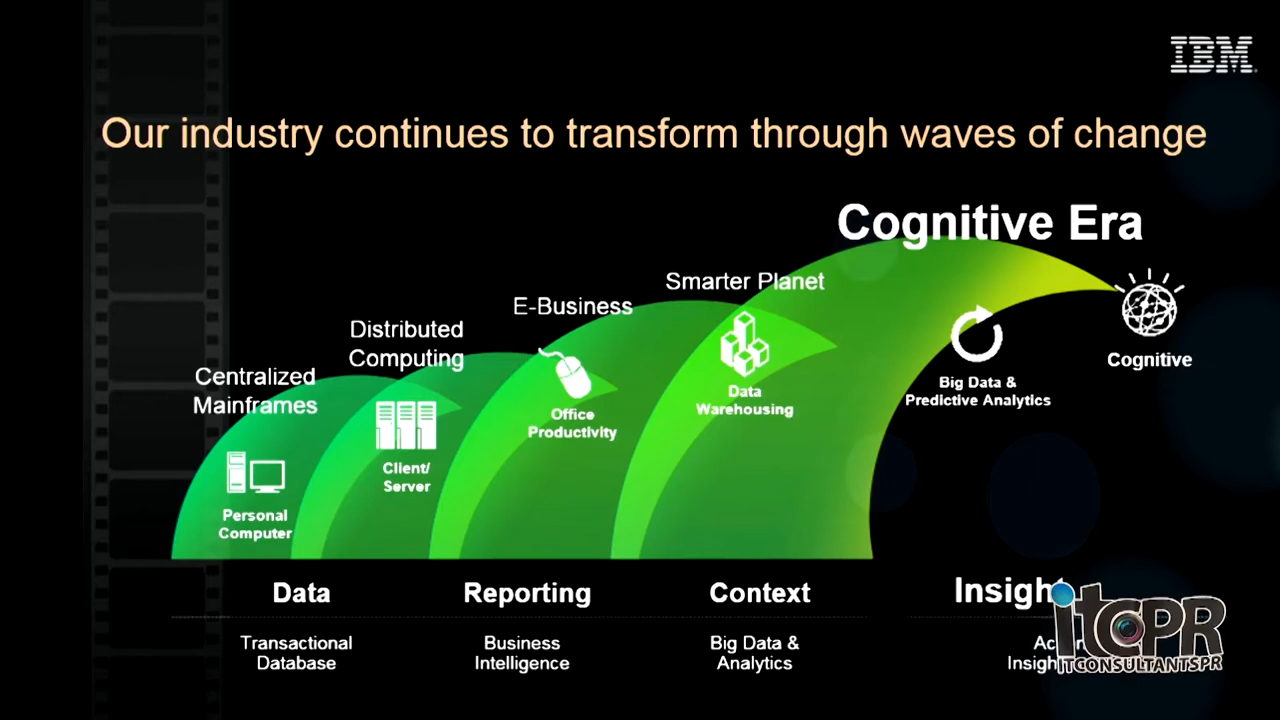 IBM
Our industry continues to transform through waves of change
Cognitive Era
Smarter Planet
E-Business
Distributed
Computing
Centralized
Mainframes
Cognitive
Big Data &
Predictive Analytics
Data
Warehousing
Office
Productivity
Client/
Server
Personal
Computer
Data
Reporting
Context
Insight
Transactional
Database
Business
Intelligence
Big Data &
Analytics
itcPR
ITCONSULTANTSPR